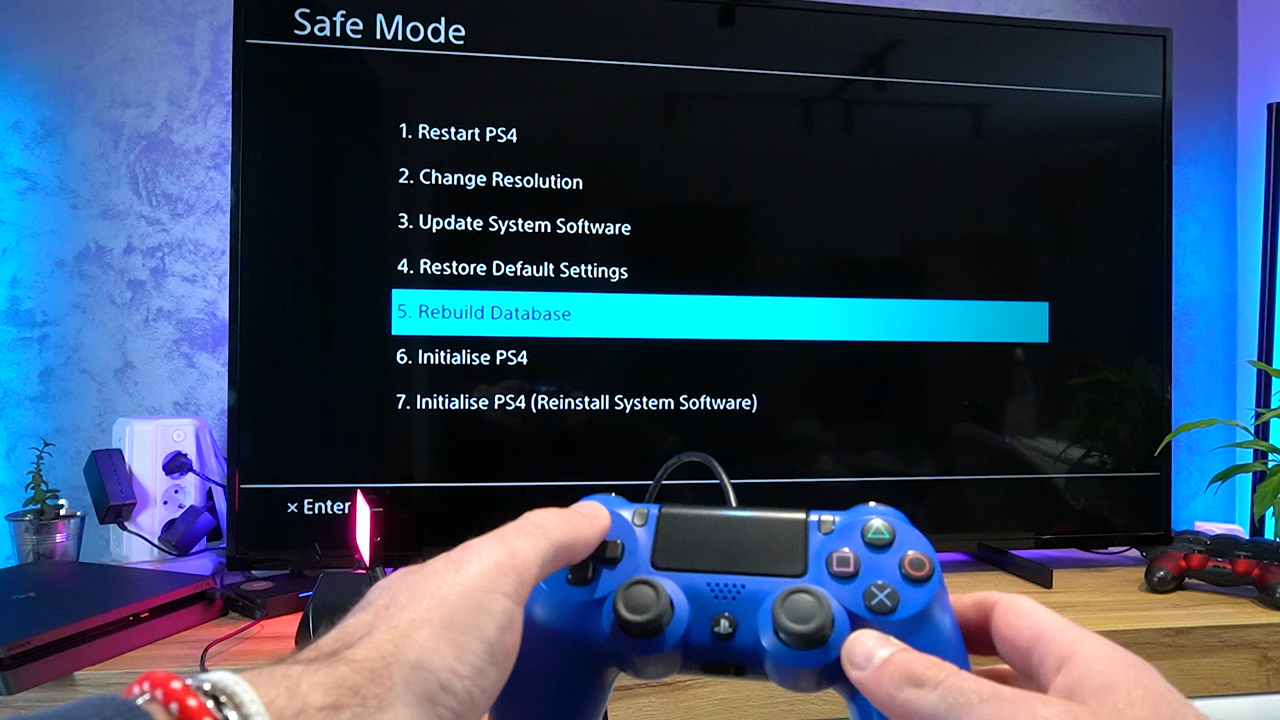 Safe Mode
1. Restart PS4
2. Change Resolution
3. Update System Software
4. Restore Default Settings
5. Rebuild Database
6. Initialise PS4
7. Initialise PS4 (Reinstall System Software)
× Enter